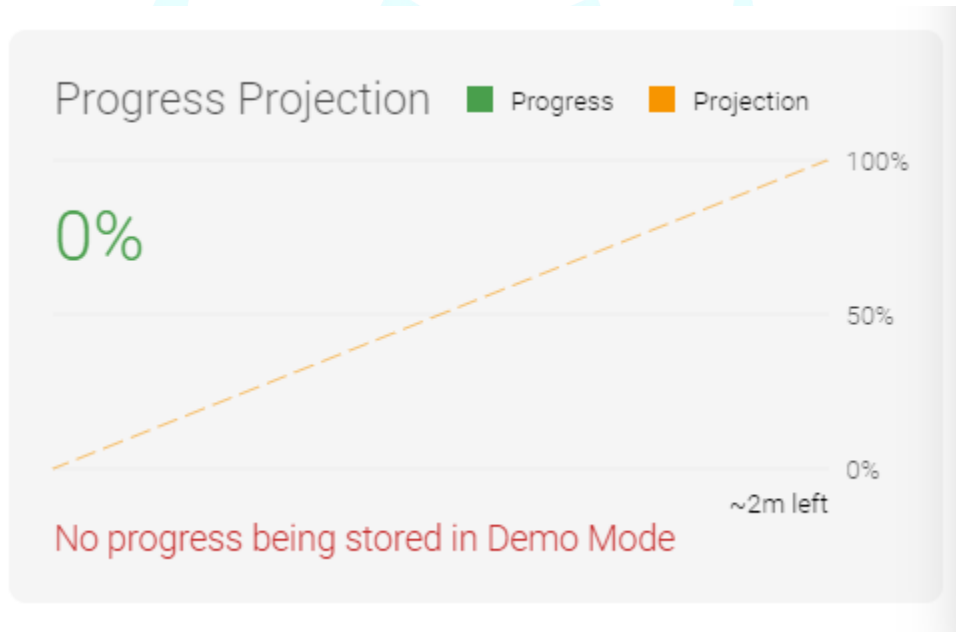 Progress Projection Progress Projection
100%
0%
50%
0%
~2m left
No progress being stored in Demo Mode